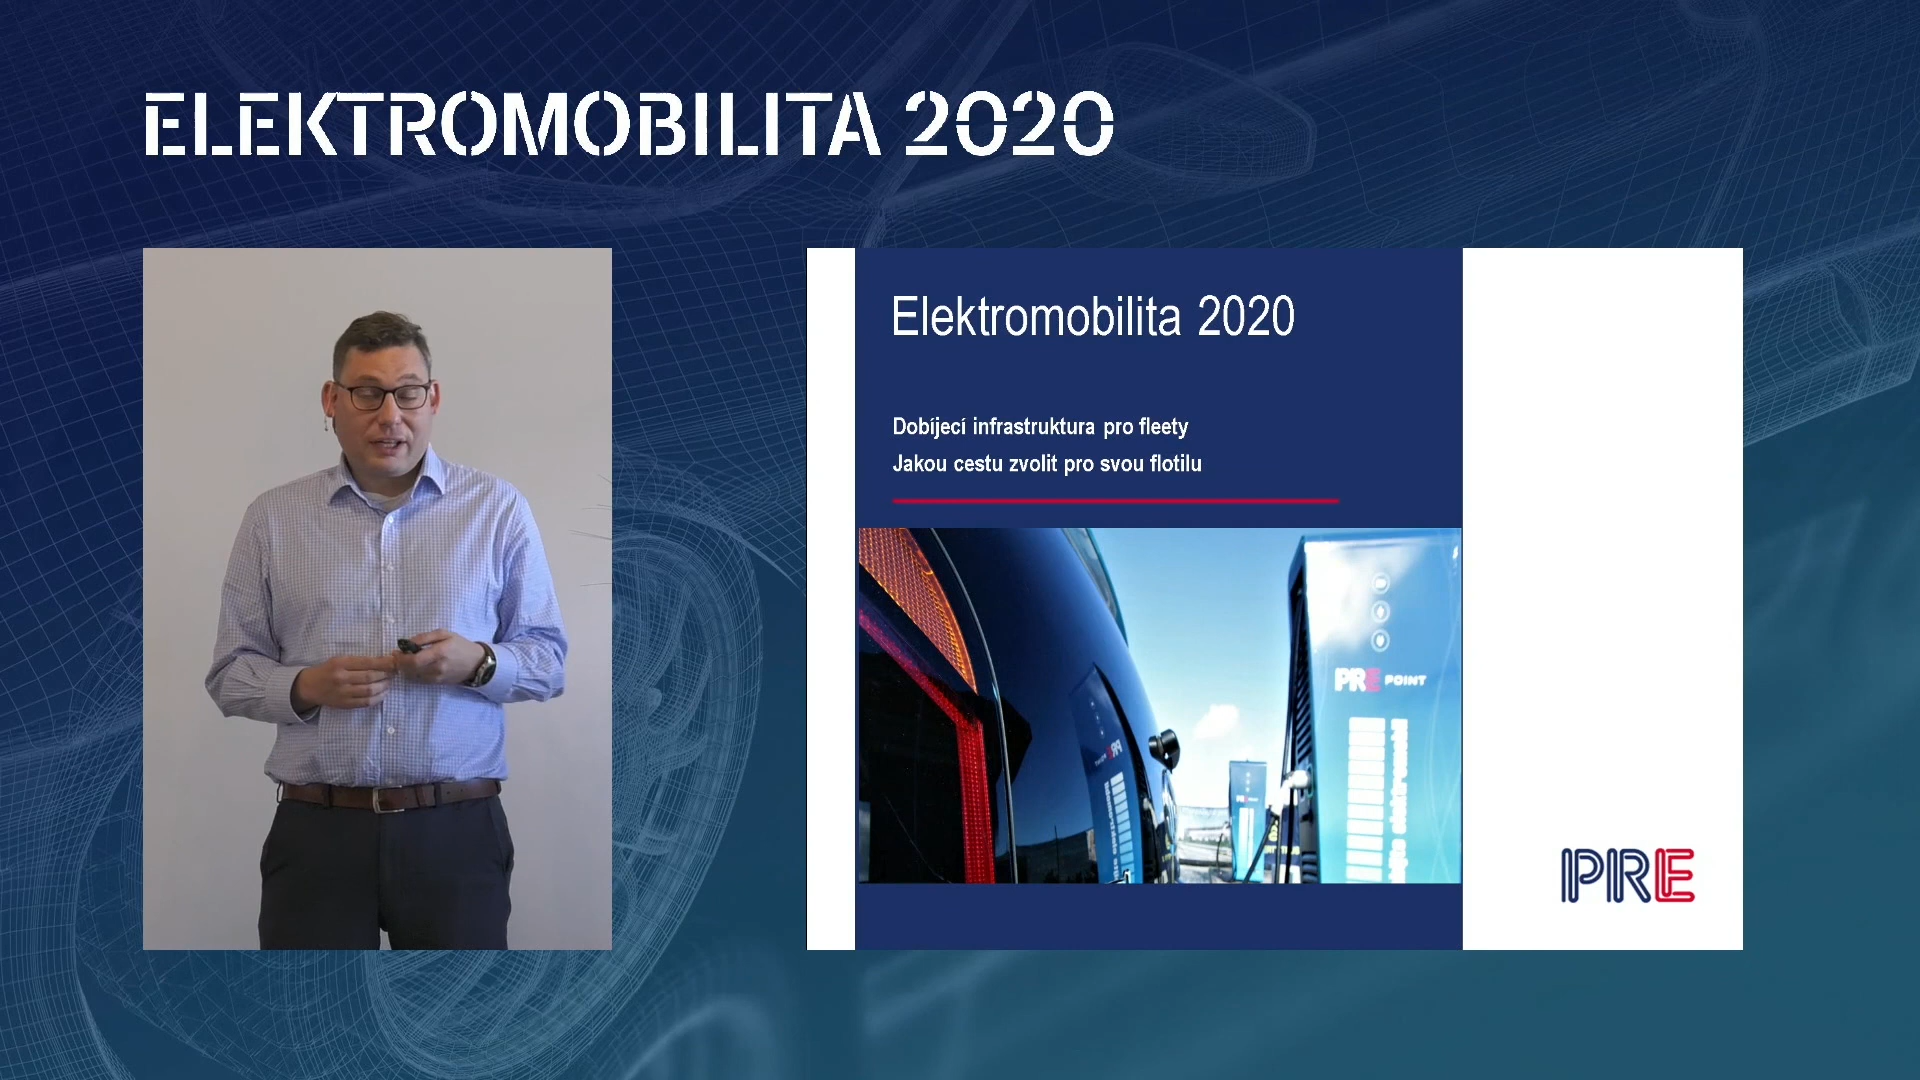 ELEKTROMOBILITA 2020
Elektromobilita 2020
Dobíjecí infrastruktura pro fleety
Jakou cestu zvolit pro svou flotilu
PRE POINT
PRE